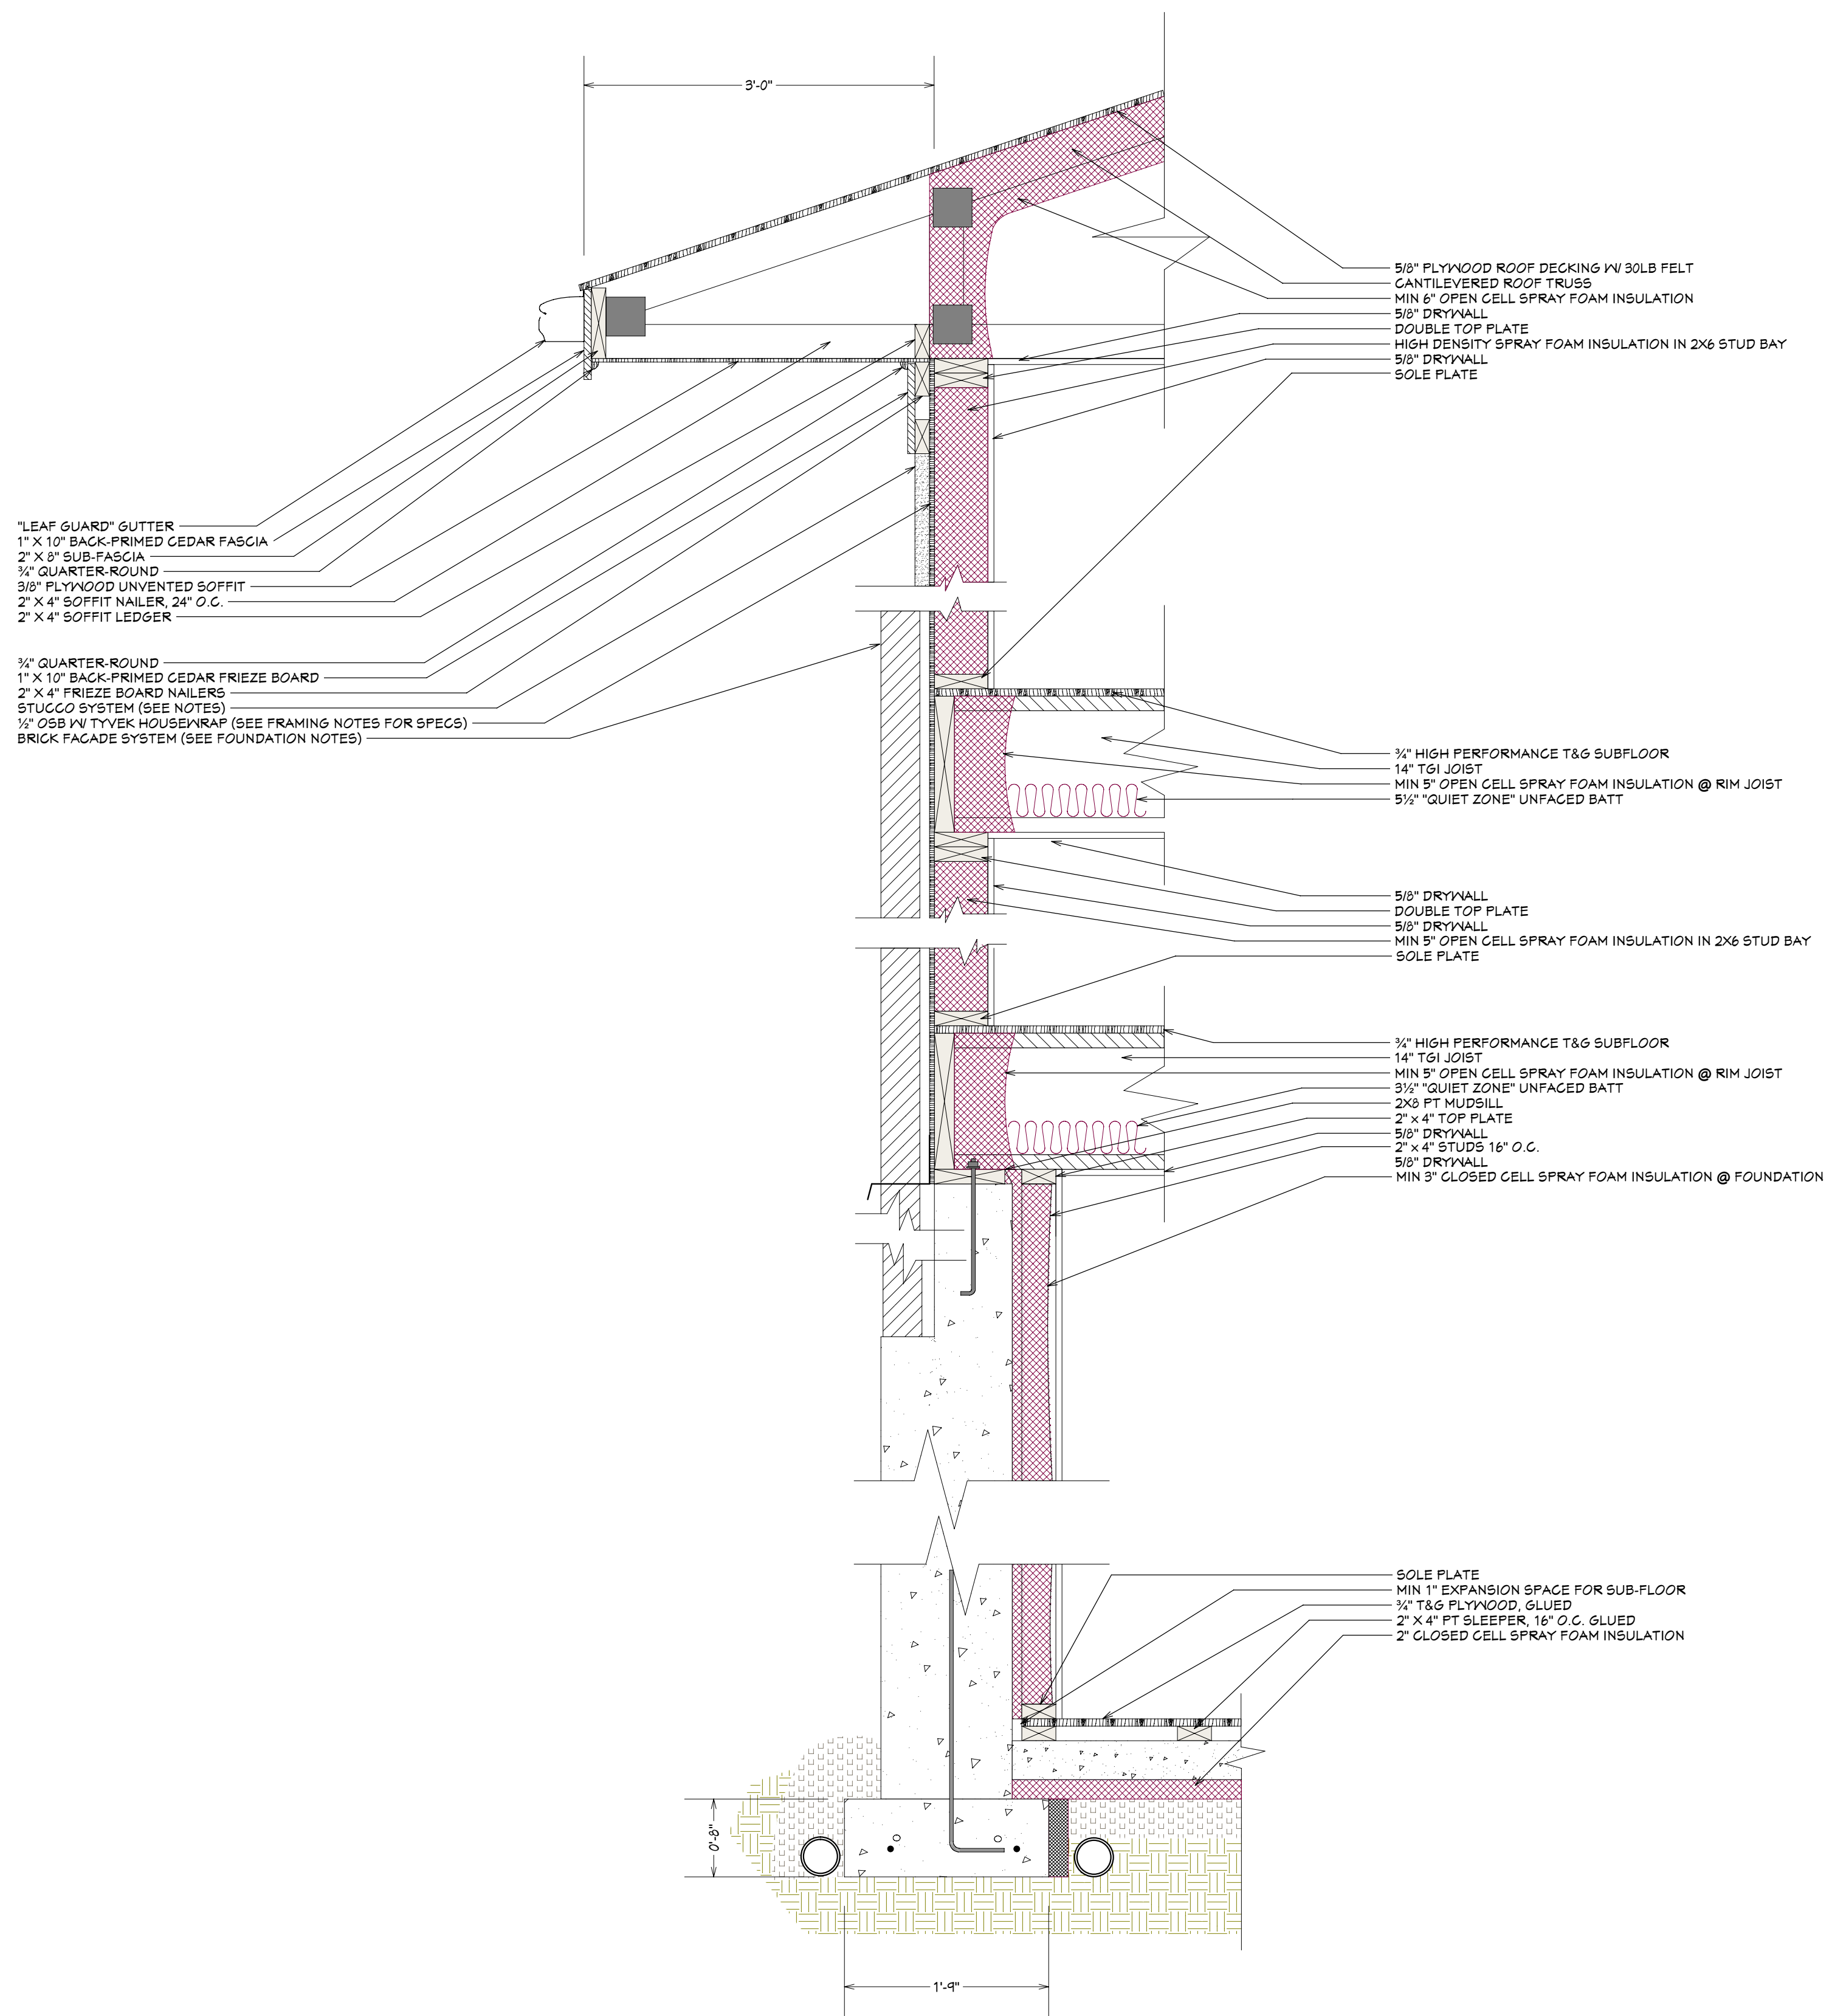 3'-0"
5/8" PLYWOOD ROOF DECKING W/ 30LB FELT
CANTILEVERED ROOF TRUSS
MIN 6" OPEN CELL SPRAY FOAM INSULATION
5/8" DRYWALL
DOUBLE TOP PLATE
HIGH DENSITY SPRAY FOAM INSULATION IN 2X6 STUD BAY
5/8" DRYWALL
SOLE PLATE
"LEAF GUARD" GUTTER
1" X 10" BACK-PRIMED CEDAR FASCIA
2" X 8" SUB-FASCIA
¾" QUARTER-ROUND
3/8" PLYWOOD UNVENTED SOFFIT
2" X 4" SOFFIT NAILER, 24" O.C.
2" X 4" SOFFIT LEDGER
¾" QUARTER-ROUND
1" X 10" BACK-PRIMED CEDAR FRIEZE BOARD
2" X 4" FRIEZE BOARD NAILERS
STUCCO SYSTEM (SEE NOTES)
½" OSB W/ TYVEK HOUSEWRAP (SEE FRAMING NOTES FOR SPECS)
BRICK FACADE SYSTEM (SEE FOUNDATION NOTES)
¾" HIGH PERFORMANCE T&G SUBFLOOR
14" TGI JOIST
MIN 5" OPEN CELL SPRAY FOAM INSULATION @ RIM JOIST
5½" "QUIET ZONE" UNFACED BATT
5/8" DRYWALL
DOUBLE TOP PLATE
5/8" DRYWALL
MIN 5" OPEN CELL SPRAY FOAM INSULATION IN 2X6 STUD BAY
SOLE PLATE
¾" HIGH PERFORMANCE T&G SUBFLOOR
14" TGI JOIST
MIN 5" OPEN CELL SPRAY FOAM INSULATION @ RIM JOIST
3½" "QUIET ZONE" UNFACED BATT
2X8 PT MUDSILL
2" x 4" TOP PLATE
5/8" DRYWALL
2" x 4" STUDS 16" O.C.
5/8" DRYWALL
MIN 3" CLOSED CELL SPRAY FOAM INSULATION @ FOUNDATION
SOLE PLATE
MIN 1" EXPANSION SPACE FOR SUB-FLOOR
¾" T&G PLYWOOD, GLUED
2" X 4" PT SLEEPER, 16" O.C. GLUED
2" CLOSED CELL SPRAY FOAM INSULATION
0'-8"
1'-9"